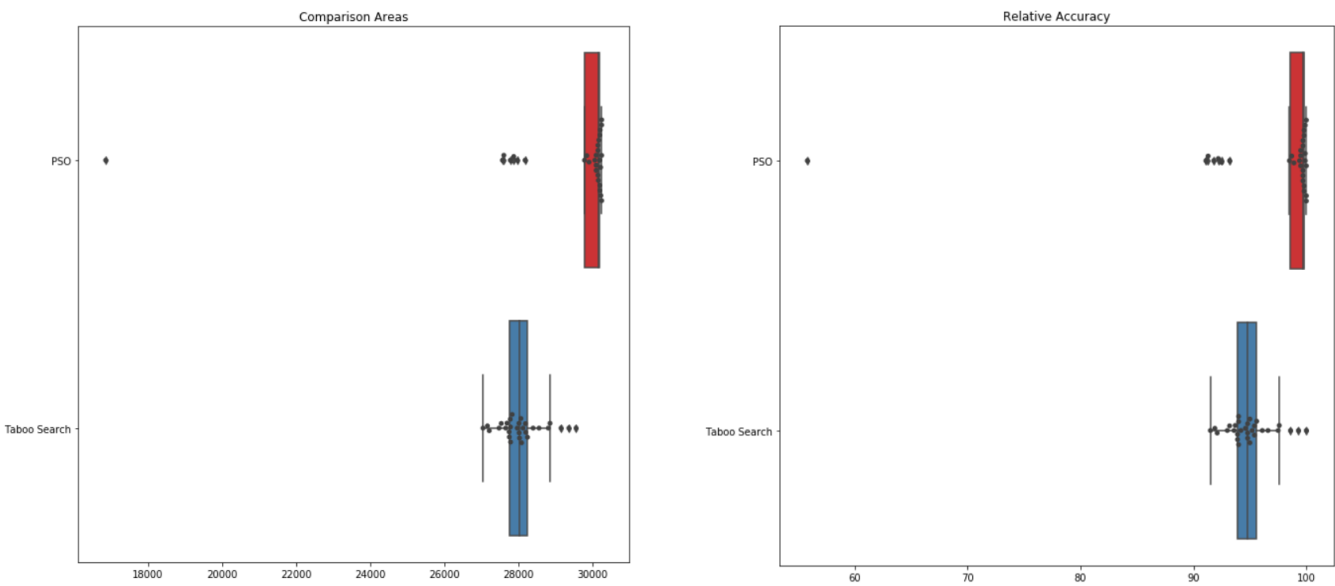 Comparison Areas
PSO
Taboo Search
18000 20000 22000 24000 26000 28000 30000
Relative Accuracy
PSO
Taboo Search
60 70 80 90 100